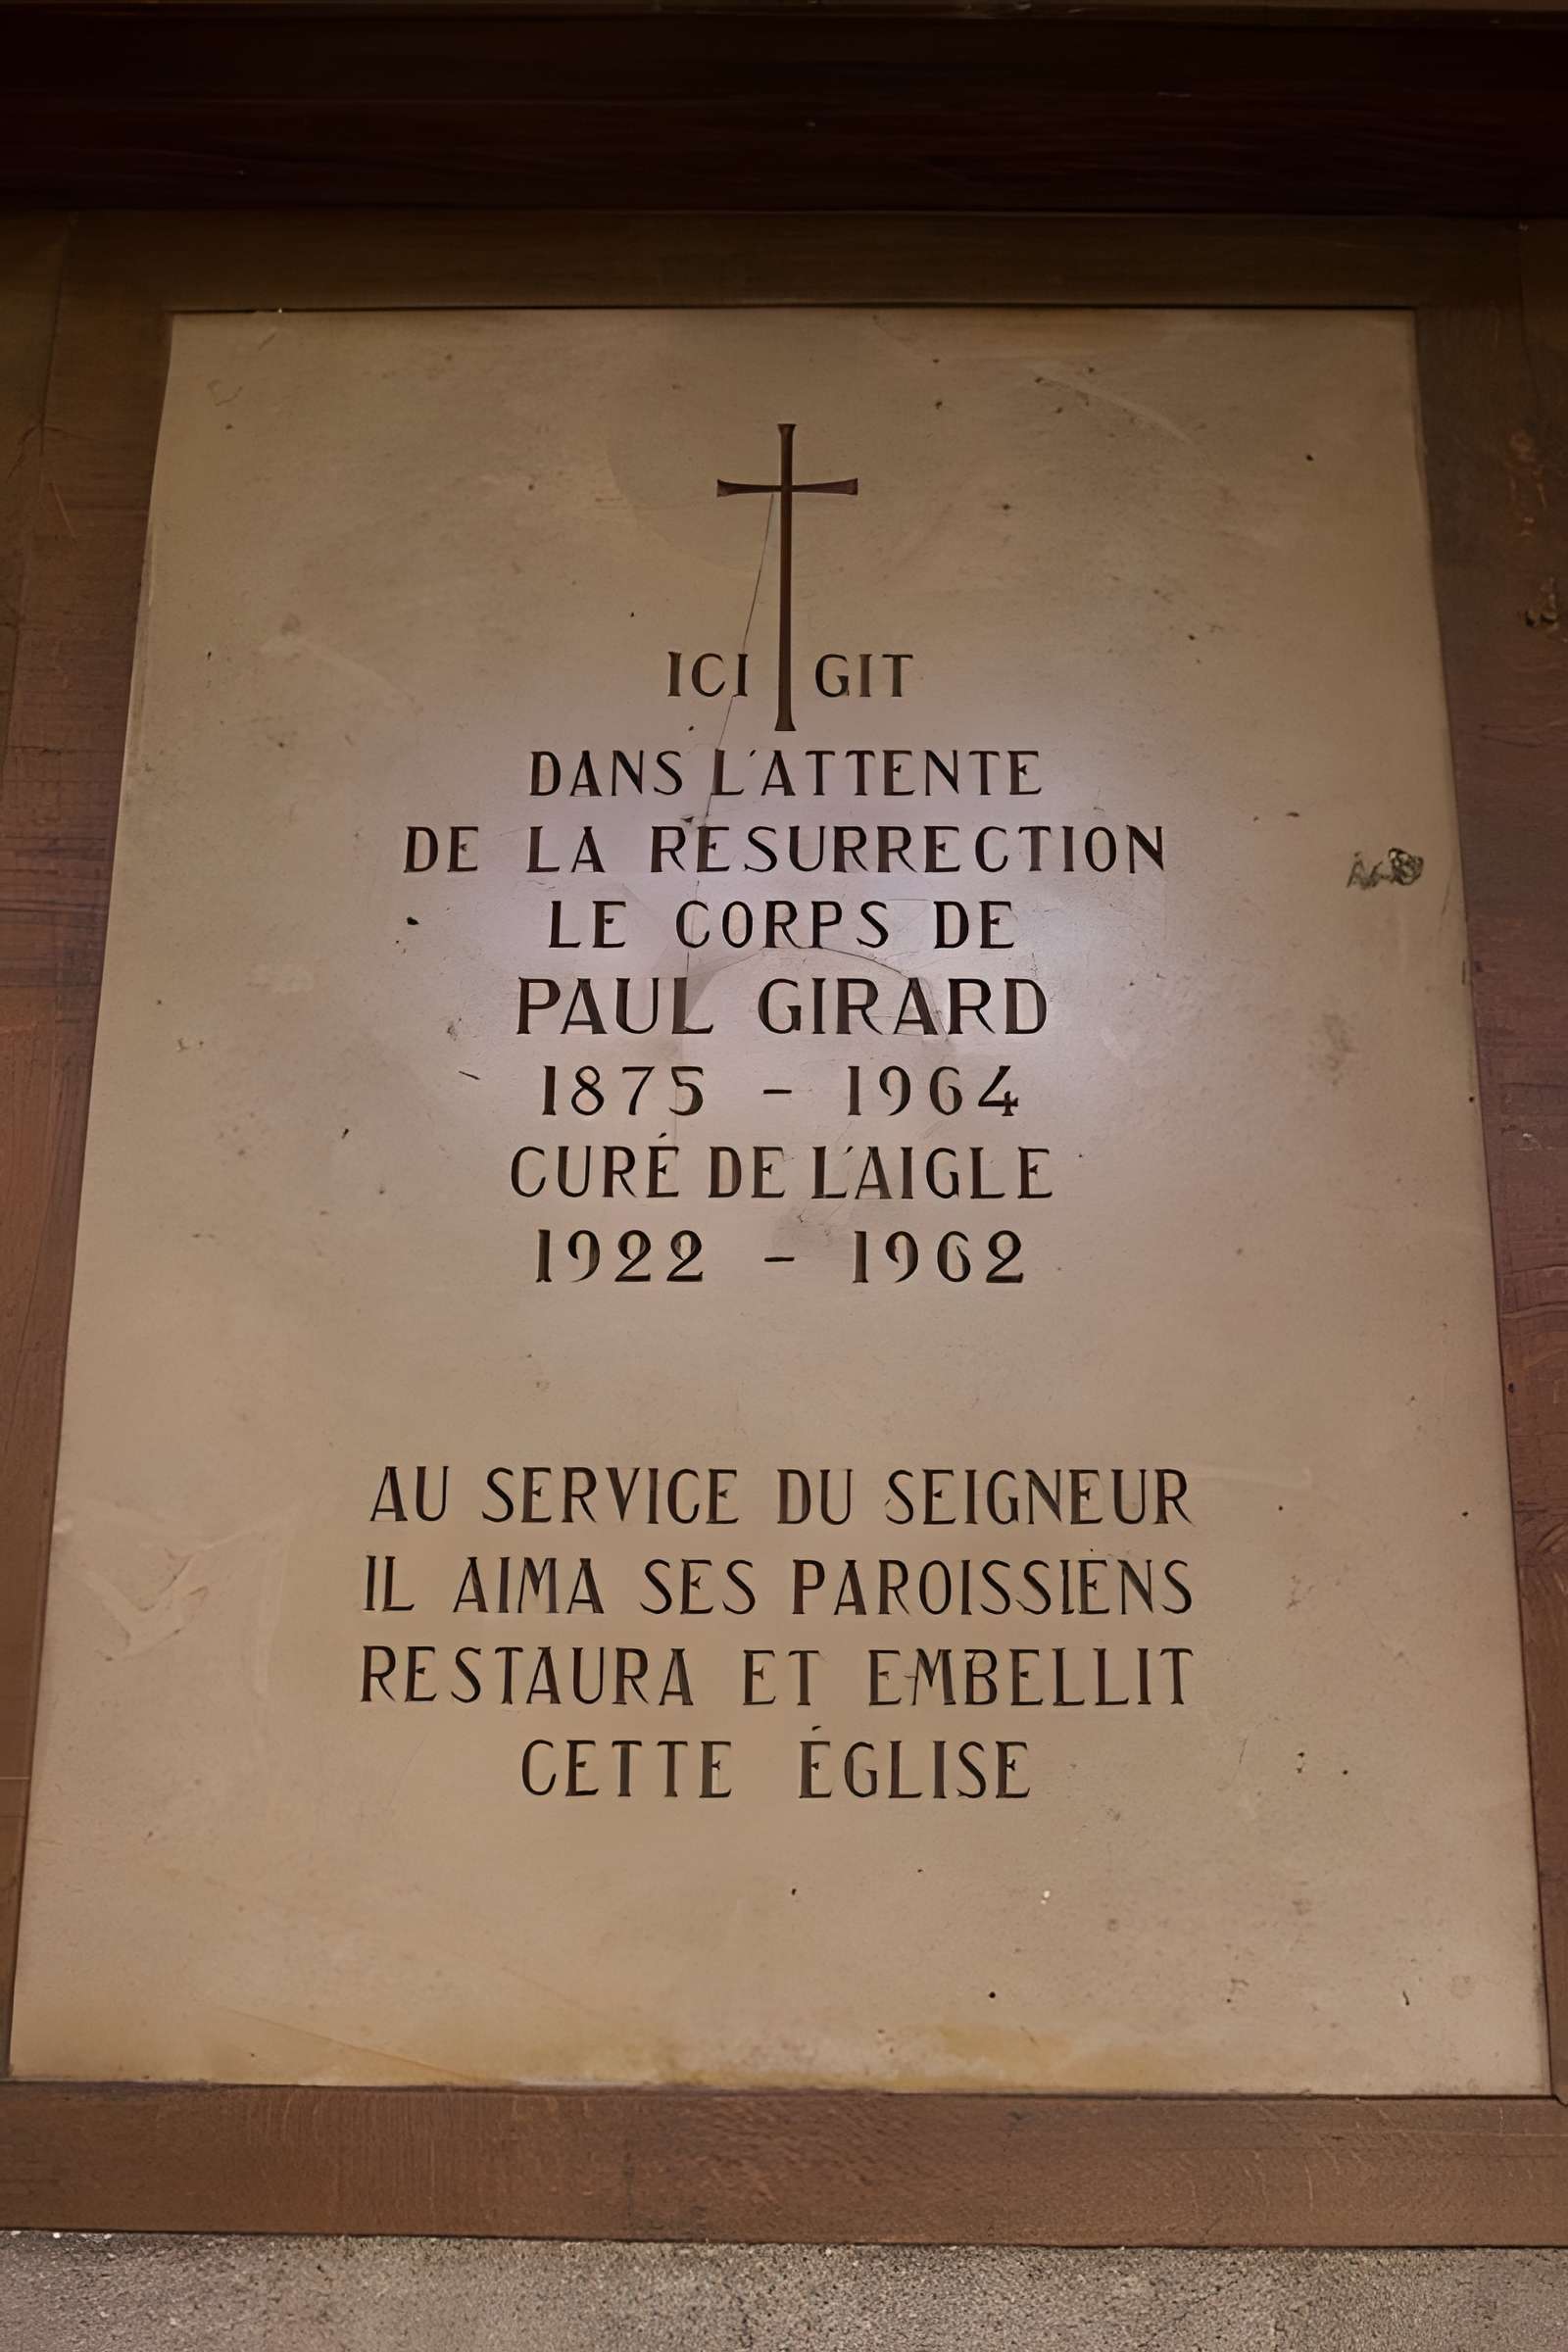 ICI GIT
DANS L'ATTENTE
DE LA RESURRECTION
LE CORPS DE
PAUL GIRARD
1875 - 1964
CURÉ DE L'AIGLE
1922 - 1962
AU SERVICE DU SEIGNEUR
IL AIMA SES PAROISSIENS
RESTAURA ET EMBELLIT
CETTE ÉGLISE